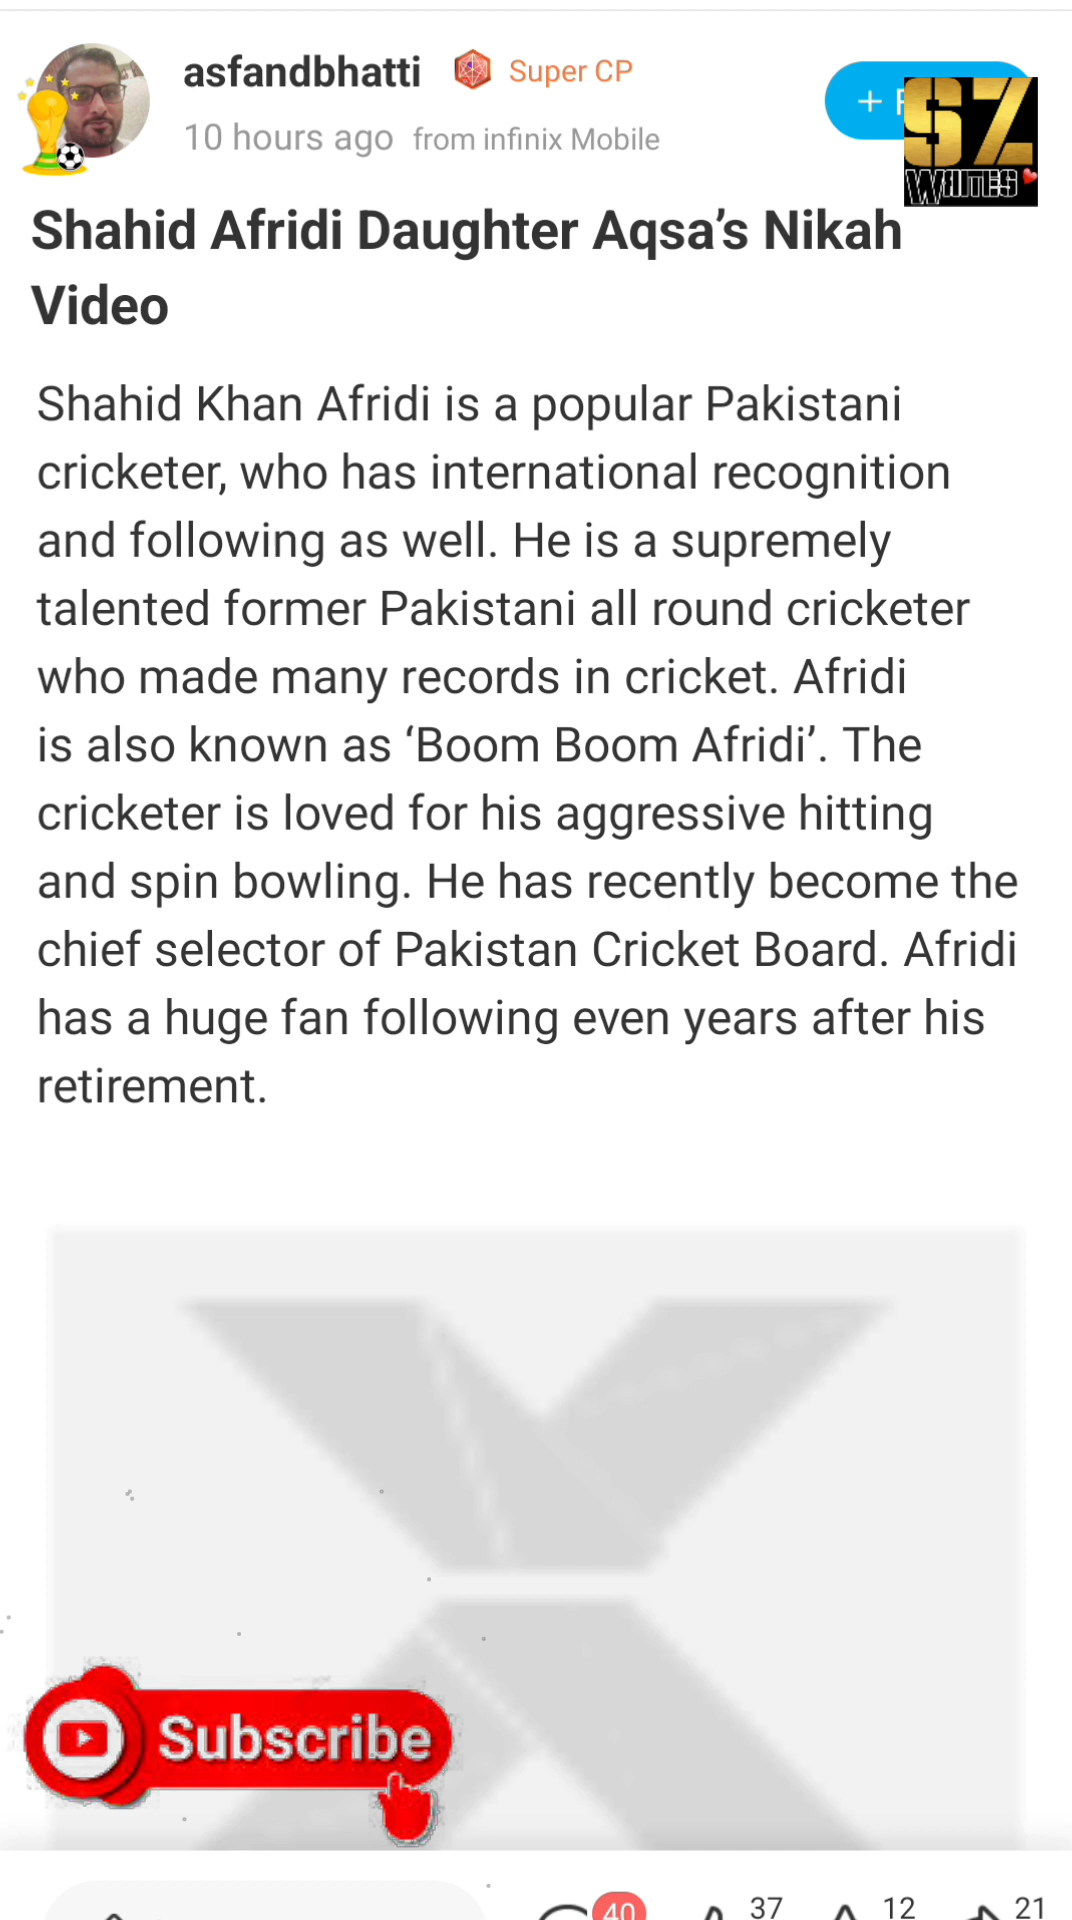 asfandbhatti Super CP
10 hours ago from infinix Mobile
+
SZ
WRITES
Shahid Afridi Daughter Aqsa’s Nikah
Video
Shahid Khan Afridi is a popular Pakistani
cricketer, who has international recognition
and following as well. He is a supremely
talented former Pakistani all round cricketer
who made many records in cricket. Afridi
is also known as ‘Boom Boom Afridi’. The
cricketer is loved for his aggressive hitting
and spin bowling. He has recently become the
chief selector of Pakistan Cricket Board. Afridi
has a huge fan following even years after his
retirement.
Subscribe
40 37 12 21